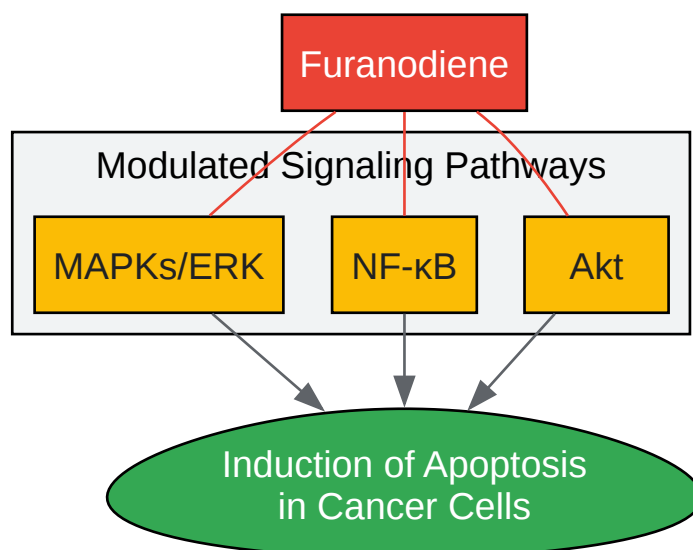 Furanodiene
Modulated Signaling Pathways
MAPKs/ERK
NF-κB
Akt
Induction of Apoptosis
in Cancer Cells